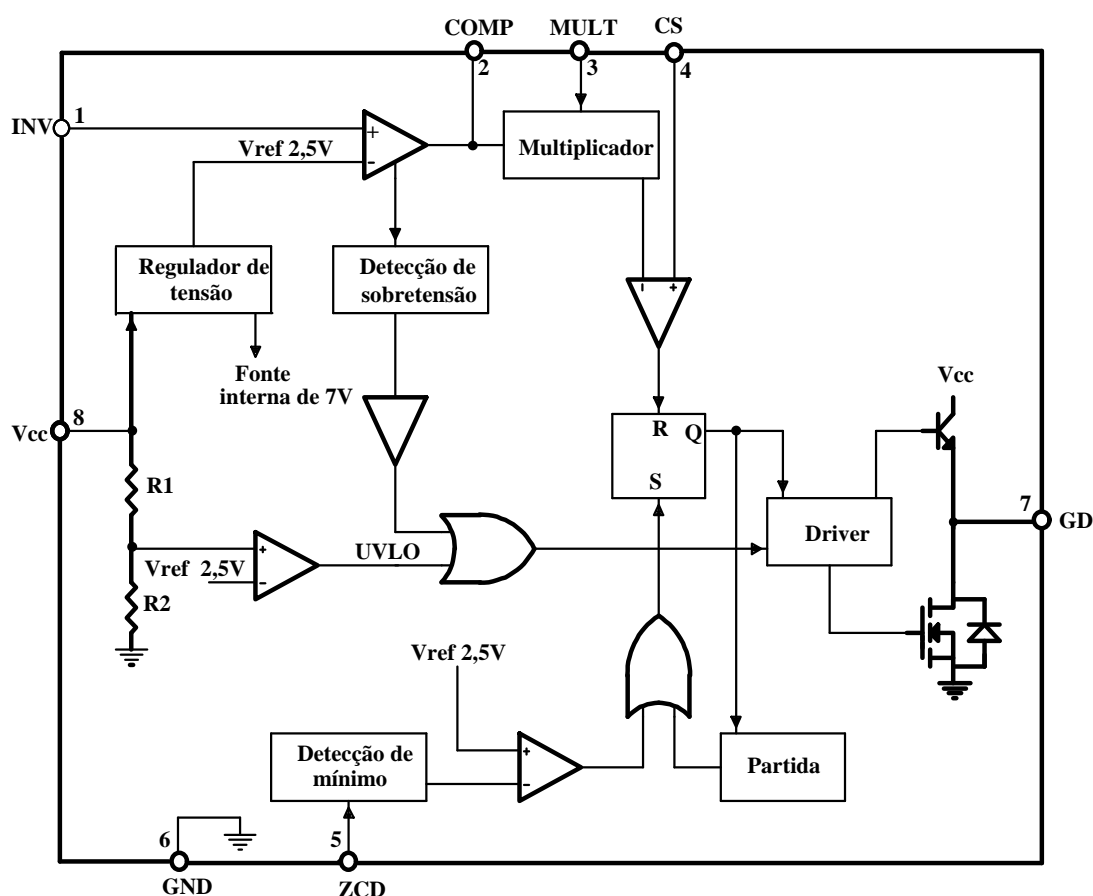 COMP
MULT
CS
2
3
4
INV
1
+
Vref 2,5V
-
Multiplicador
Regulador de
tensão
Detecção de
sobretensão
-
+
Fonte
interna de 7V
Vcc
Vcc
8
R
Q
S
R1
7
GD
Driver
+
UVLO
Vref 2,5V
-
R2
Vref 2,5V
Detecção de
mínimo
+
-
Partida
6
5
GND
ZCD